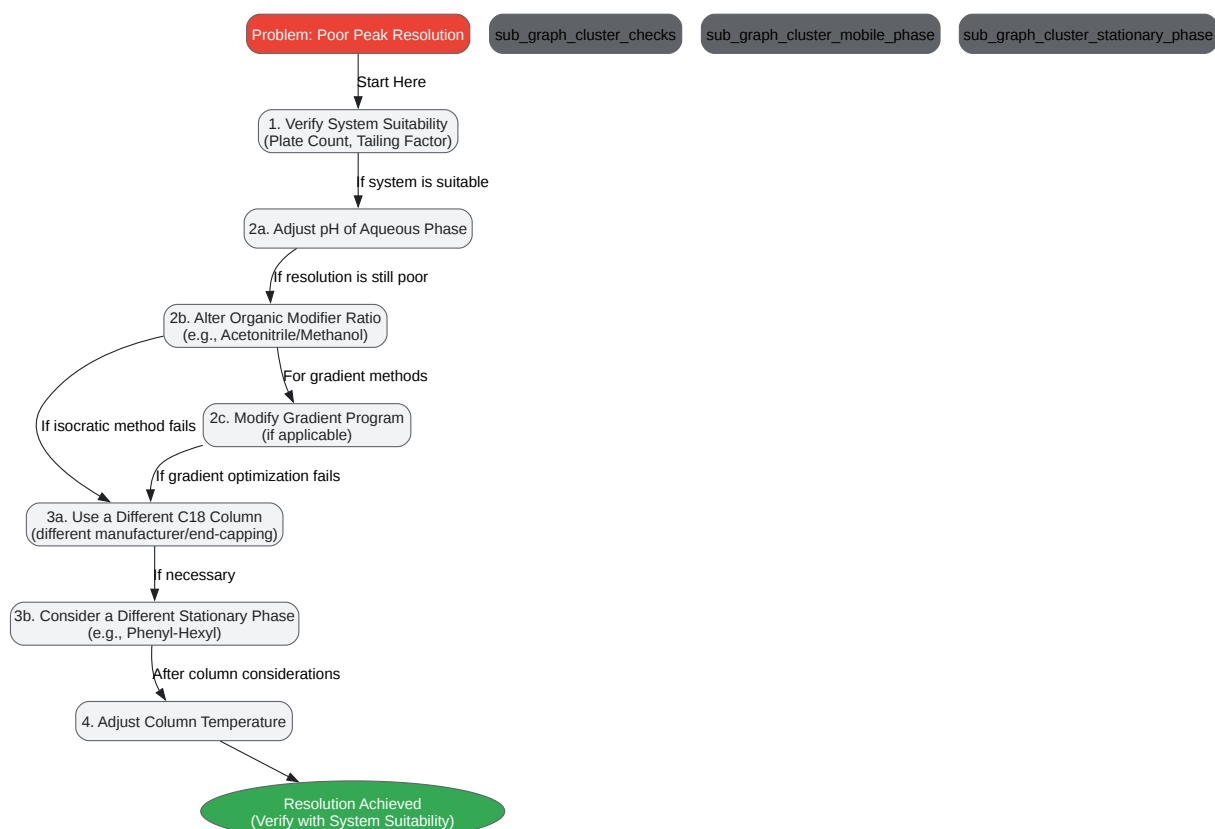 Problem: Poor Peak Resolution
sub_graph_cluster_checks
sub_graph_cluster_mobile_phase
sub_graph_cluster_stationary_phase
Start Here
1. Verify System Suitability
(Plate Count, Tailing Factor)
If system is suitable
2a. Adjust pH of Aqueous Phase
If resolution is still poor
2b. Alter Organic Modifier Ratio
(e.g., Acetonitrile/Methanol)
For gradient methods
2c. Modify Gradient Program
(if applicable)
If isocratic method fails
If gradient optimization fails
3a. Use a Different C18 Column
(different manufacturer/end-capping)
If necessary
3b. Consider a Different Stationary Phase
(e.g., Phenyl-Hexyl)
After column considerations
4. Adjust Column Temperature
Resolution Achieved
(Verify with System Suitability)